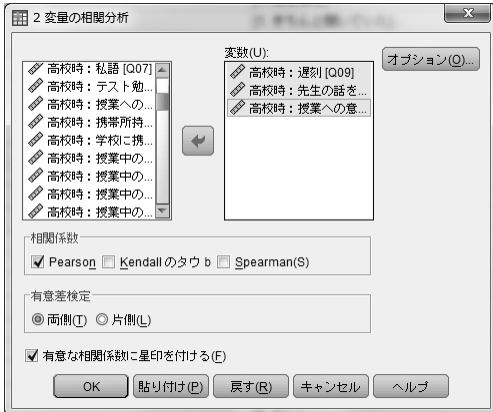 2 変量の相関分析
変数(U):
高校時：私語 [Q07]
高校時：テスト勉...
高校時：授業への...
高校時：携帯所持...
高校時：学校に携...
高校時：授業中の...
高校時：授業中の...
高校時：授業中の...
高校時：授業中の...
高校時：遅刻 [Q09]
高校時：先生の話を...
高校時：授業への意...
オプション(O)...
相関係数
Pearson Kendall のタウ b Spearman(S)
有意差検定
両側(T) 片側(L)
有意な相関係数に星印を付ける(F)
OK 貼り付け(P) 戻す(R) キャンセル ヘルプ